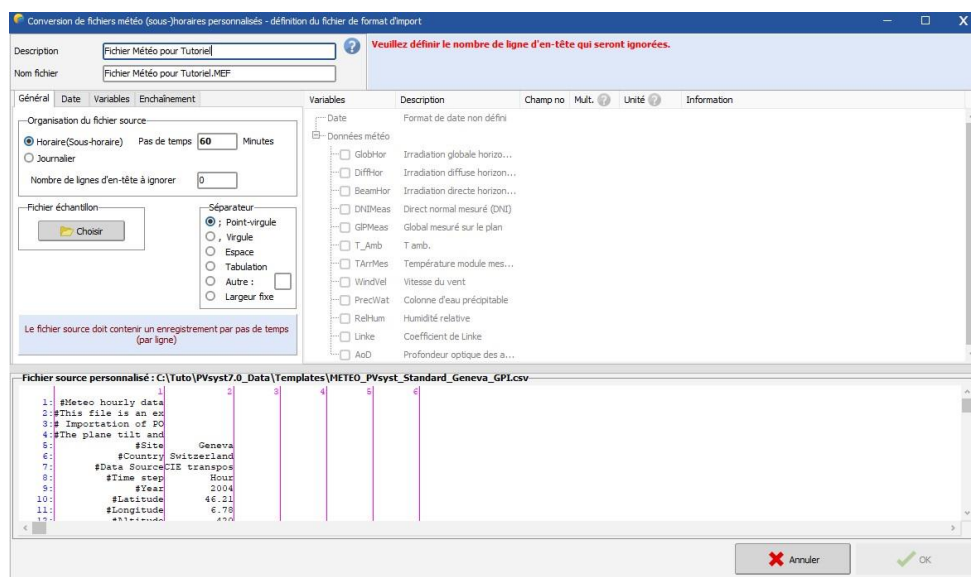 Conversion de fichiers météo (sous-)horaires personnalisés - définition du fichier de format d'import
Description
Fichier Météo pour Tutoriel
Nom fichier
Fichier Météo pour Tutoriel.MEF
Veuillez définir le nombre de ligne d'en-tête qui seront ignorées.
Général Date Variables Enchaînement
Organisation du fichier source
Horaire(Sous-horaire) Pas de temps 60 Minutes
Journalier
Nombre de lignes d'en-tête à ignorer 0
Fichier échantillon
Choisir
Séparateur
; Point-virgule
, Virgule
Espace
Tabulation
Autre :
Largeur fixe
Le fichier source doit contenir un enregistrement par pas de temps
(par ligne)
Variables Description Champ no Mult. ? Unité ? Information
Date Format de date non défini
Données météo
GlobHor Irradiation globale horizo...
DiffHor Irradiation diffuse horizon...
BeamHor Irradiation directe horizon...
DNIMeas Direct normal mesuré (DNI)
GlPMeas Global mesuré sur le plan
T_Amb T amb.
TArrMes Température module mes...
WindVel Vitesse du vent
PrecWat Colonne d'eau précipitable
RelHum Humidité relative
Linke Coefficient de Linke
AoD Profondeur optique des a...
Fichier source personnalisé : C:\Tuto\PVsyst7.0_Data\Templates\METEO_PVsyst_Standard_Geneva_GPI.csv
1 2 3 4 5 6
1: #Meteo hourly data
2: #This file is an ex
3: # Importation of PO
4: #The plane tilt and
5: #Site Geneva
6: #Country Switzerland
7: #Data Source CIE transpos
8: #Time step Hour
9: #Year 2004
10: #Latitude 46.21
11: #Longitude 6.78
12: #Altitude 420
Annuler
OK